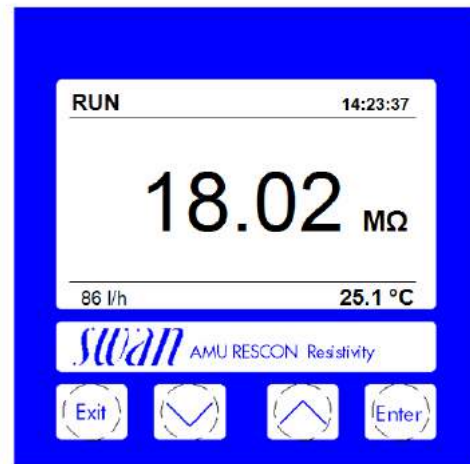 RUN 14:23:37
18.02 MΩ
86 l/h 25.1 °C
swan AMU RESCON Resistivity
Exit Enter